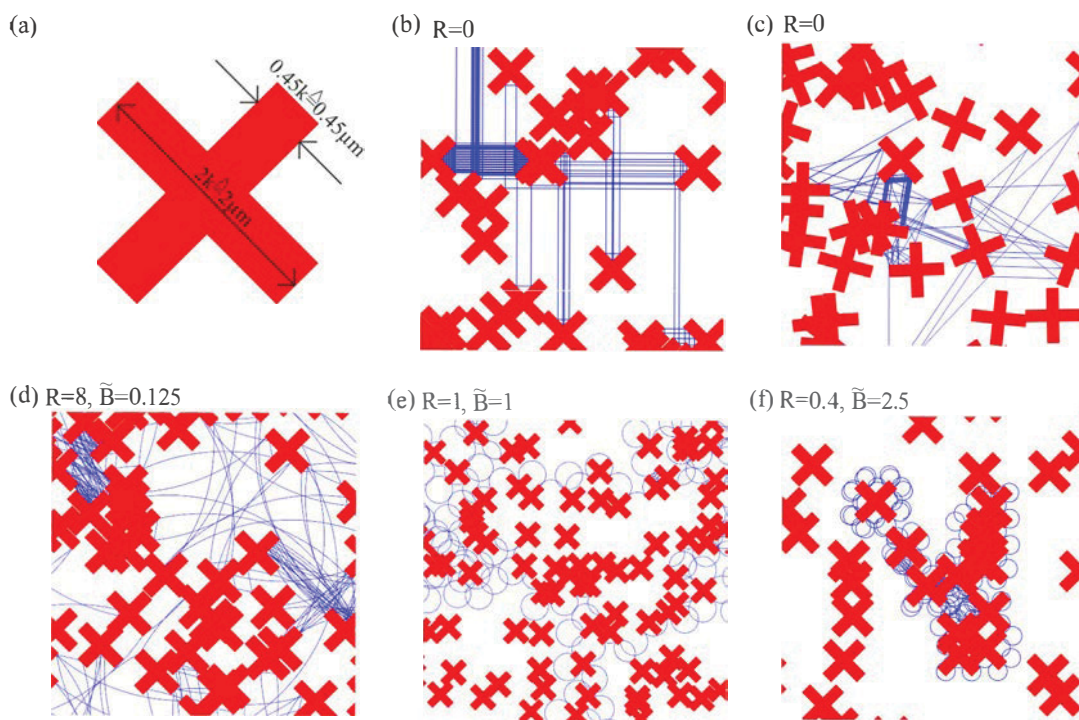 (a)
0.45k≙0.45μm
2k≙2μm
(b) R=0
(c) R=0
(d) R=8, B̃=0.125
(e) R=1, B̃=1
(f) R=0.4, B̃=2.5